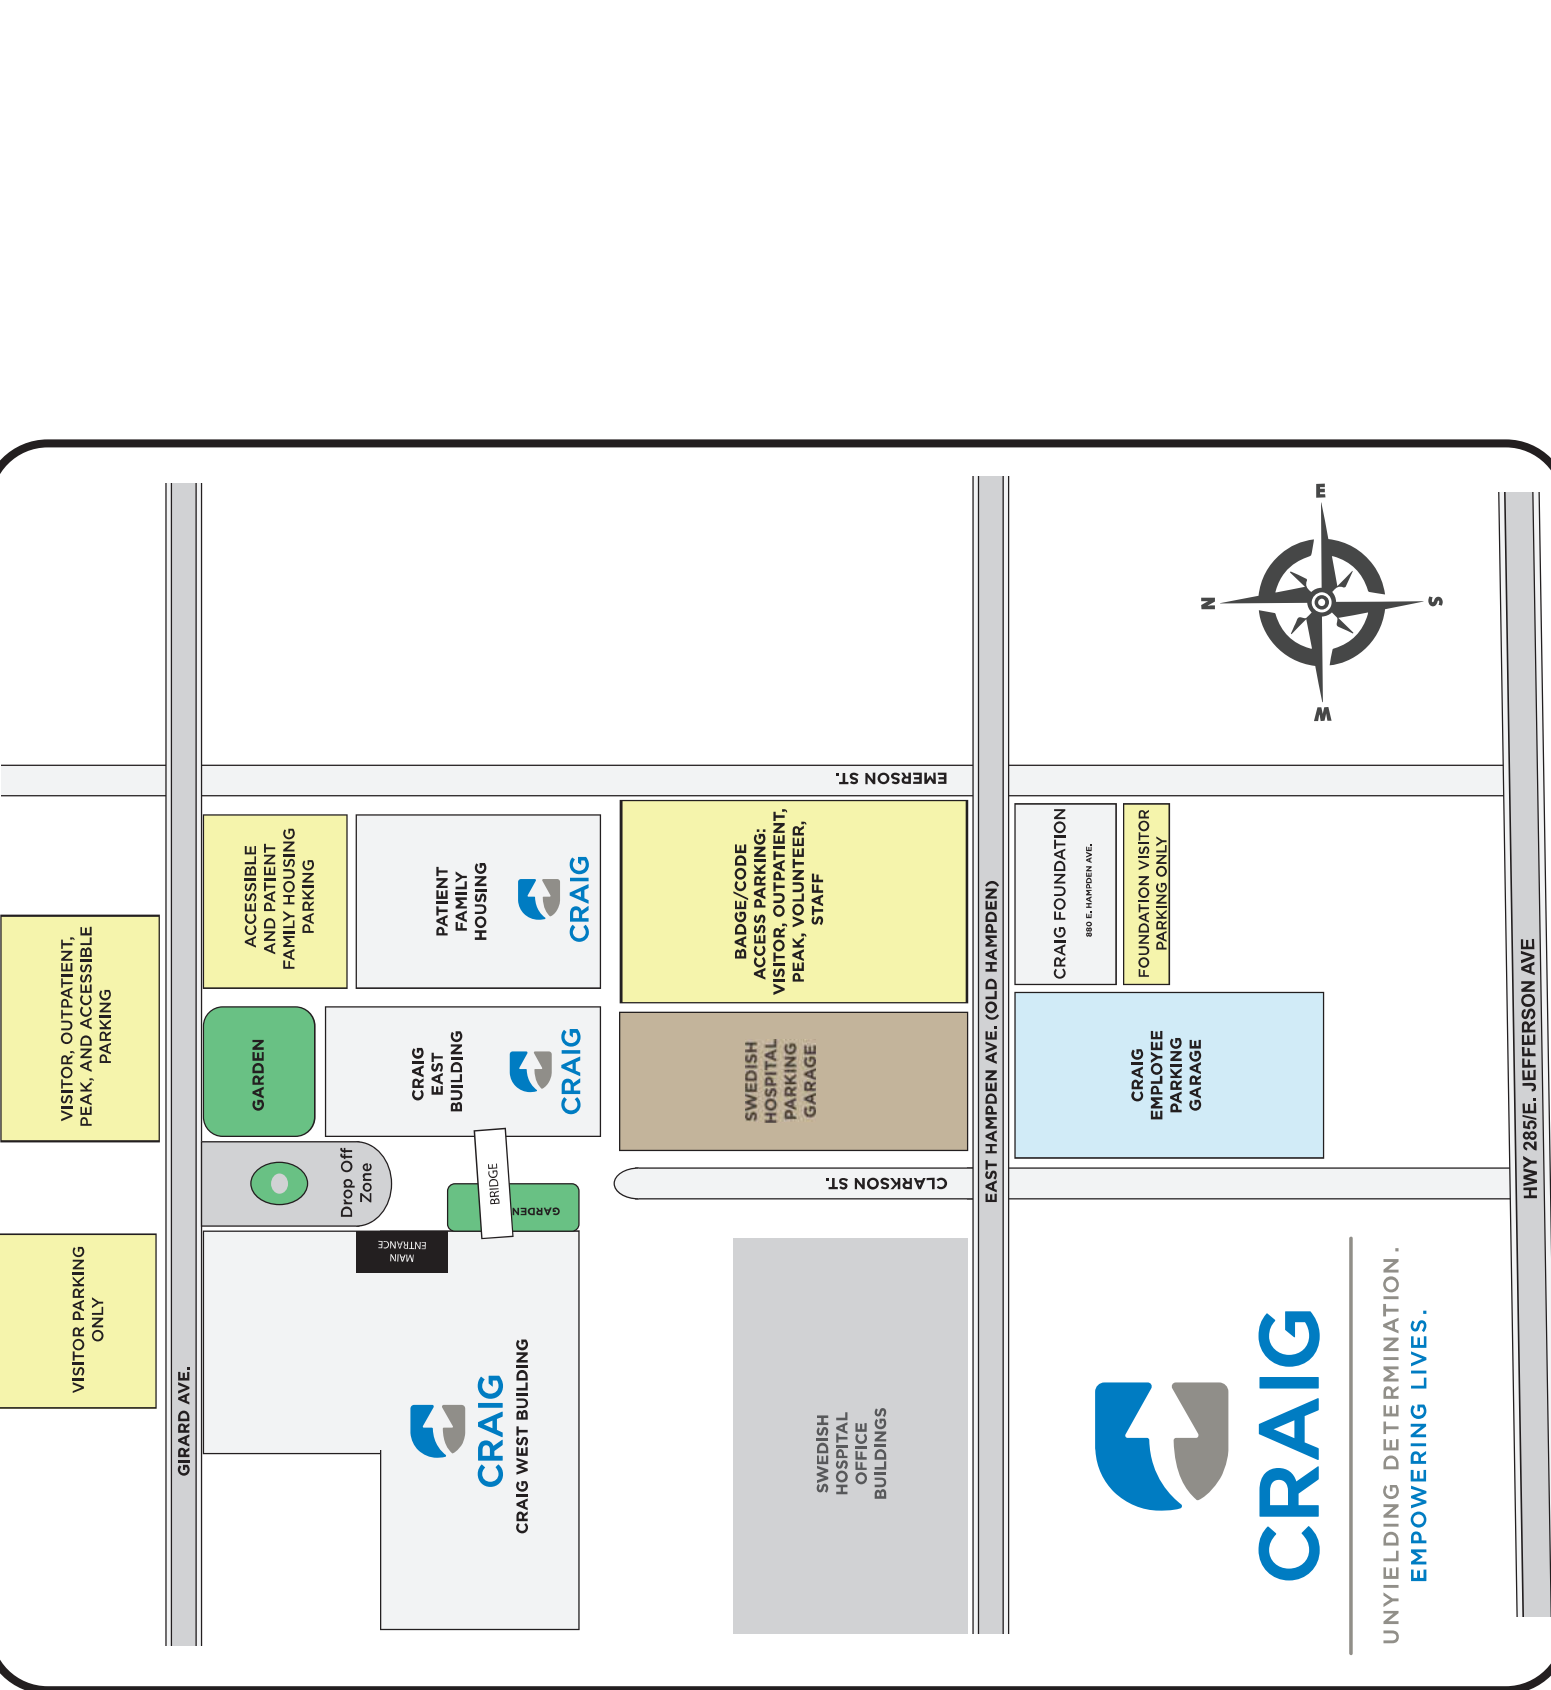 VISITOR, OUTPATIENT,
PEAK, AND ACCESSIBLE
PARKING
VISITOR PARKING
ONLY
GIRARD AVE.
ACCESSIBLE
AND PATIENT
FAMILY HOUSING
PARKING
PATIENT
FAMILY
HOUSING
CRAIG
GARDEN
CRAIG
EAST
BUILDING
CRAIG
Drop Off
Zone
BRIDGE
GARDEN
MAIN
ENTRANCE
CRAIG
CRAIG WEST BUILDING
EMERSON ST.
BADGE/CODE
ACCESS PARKING:
VISITOR, OUTPATIENT,
PEAK, VOLUNTEER,
STAFF
SWEDISH
HOSPITAL
PARKING
GARAGE
CLARKSON ST.
SWEDISH
HOSPITAL
OFFICE
BUILDINGS
EAST HAMPDEN AVE. (OLD HAMPDEN)
CRAIG FOUNDATION
880 E. HAMPDEN AVE.
FOUNDATION VISITOR
PARKING ONLY
CRAIG
EMPLOYEE
PARKING
GARAGE
N
E
S
W
CRAIG
UNYIELDING DETERMINATION.
EMPOWERING LIVES.
HWY 285/E. JEFFERSON AVE